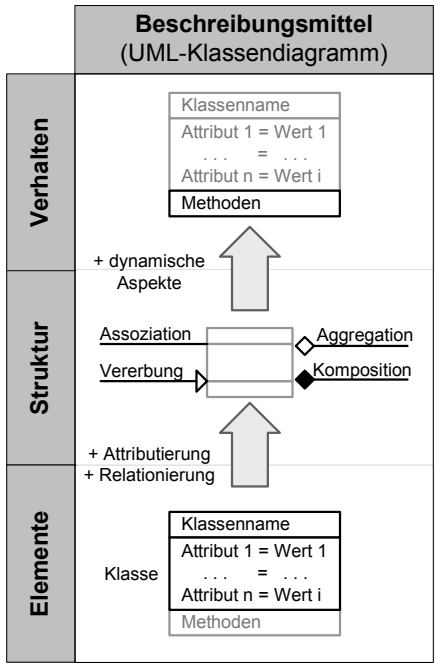 Beschreibungsmittel
(UML-Klassendiagramm)
Verhalten
Klassenname
Attribut 1 = Wert 1
. . . = . . .
Attribut n = Wert i
Methoden
+ dynamische
Aspekte
Struktur
Assoziation
Aggregation
Vererbung
Komposition
+ Attributierung
+ Relationierung
Elemente
Klasse
Klassenname
Attribut 1 = Wert 1
. . . = . . .
Attribut n = Wert i
Methoden